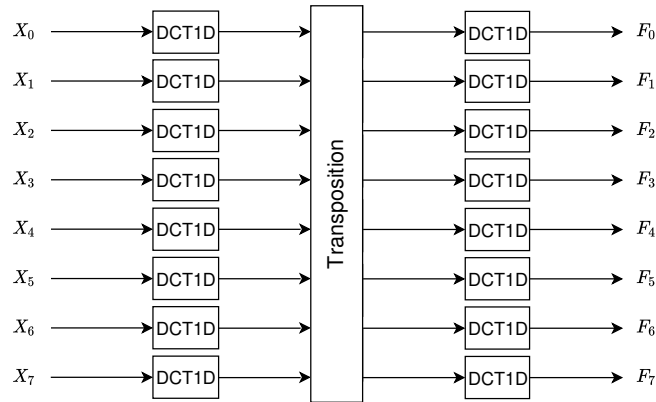 X₀ DCT1D DCT1D F₀
X₁ DCT1D DCT1D F₁
X₂ DCT1D DCT1D F₂
X₃ DCT1D DCT1D F₃
X₄ DCT1D DCT1D F₄
X₅ DCT1D DCT1D F₅
X₆ DCT1D DCT1D F₆
X₇ DCT1D DCT1D F₇
Transposition